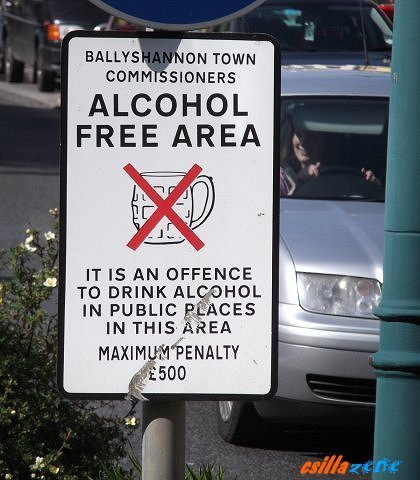 BALLYSHANNON TOWN
COMMISSIONERS
ALCOHOL
FREE AREA
IT IS AN OFFENCE
TO DRINK ALCOHOL
IN PUBLIC PLACES
IN THIS AREA
MAXIMUM PENALTY
£500
csillazene